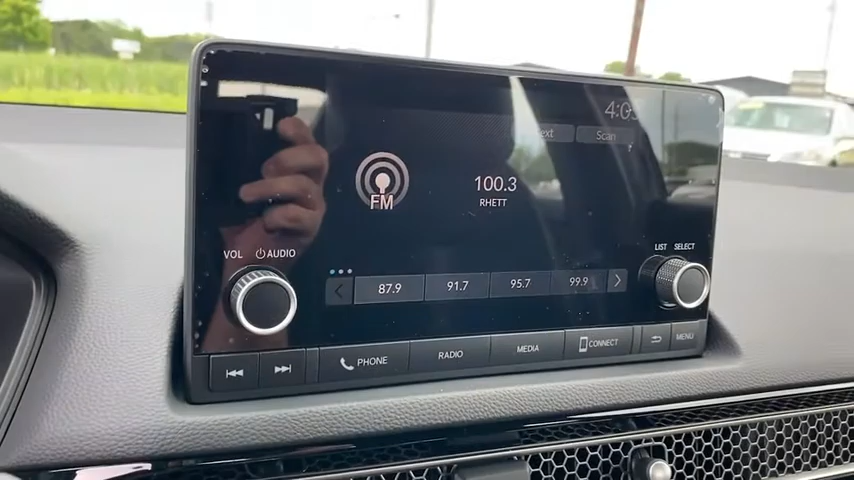 4:0
ext Scan
FM
100.3
RHETT
VOL AUDIO
LIST SELECT
87.9 91.7 95.7 99.9
PHONE RADIO MEDIA CONNECT MENU